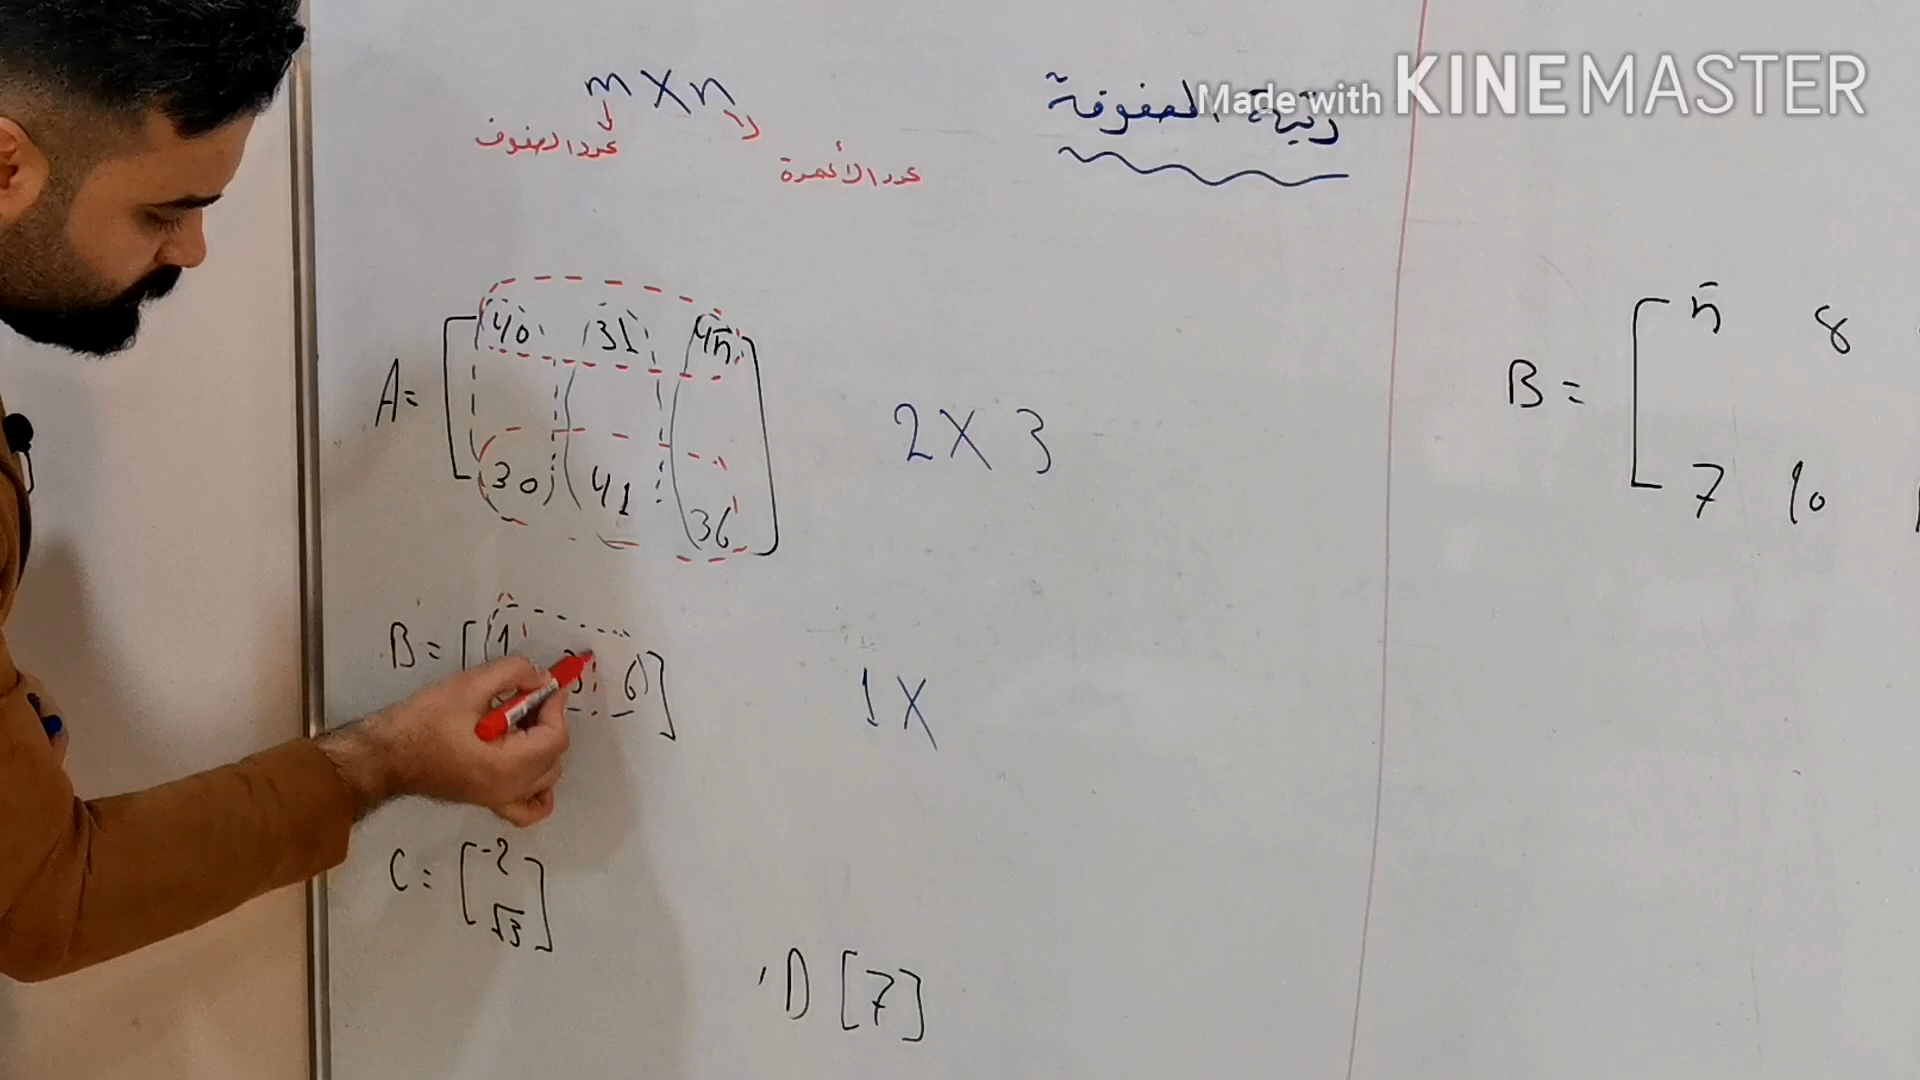 Made with KINEMASTER
رتبة المصفوفة
m X n
عدد الصفوف
عدد الأعمدة
A = [ 40 31 45
30 41 36 ]
2 X 3
B = [ 1 3 6 ]
1 X
C = [ -2
√3 ]
D [ 7 ]
B = [ 5 8
7 10